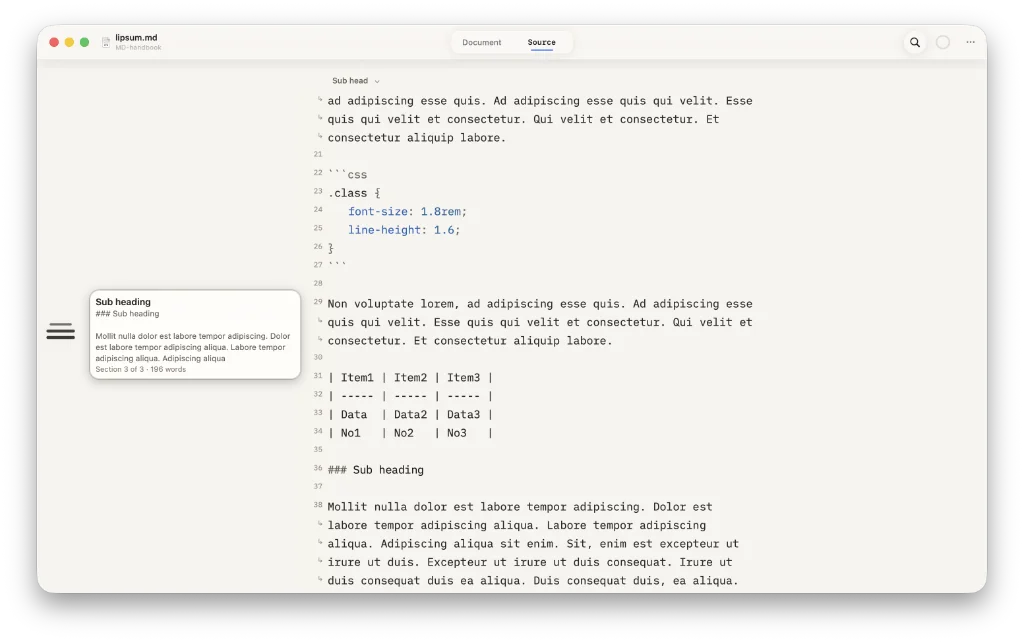 lipsum.md
MD-handbook
Document
Source
Sub head
ad adipiscing esse quis. Ad adipiscing esse quis qui velit. Esse
quis qui velit et consectetur. Qui velit et consectetur. Et
consectetur aliquip labore.
21
22 ```css
23 .class {
24 font-size: 1.8rem;
25 line-height: 1.6;
26 }
27 ```
28
29 Non voluptate lorem, ad adipiscing esse quis. Ad adipiscing esse
quis qui velit. Esse quis qui velit et consectetur. Qui velit et
consectetur. Et consectetur aliquip labore.
30
31 | Item1 | Item2 | Item3 |
32 | ----- | ----- | ----- |
33 | Data | Data2 | Data3 |
34 | No1 | No2 | No3 |
35
36 ### Sub heading
37
38 Mollit nulla dolor est labore tempor adipiscing. Dolor est
labore tempor adipiscing aliqua. Labore tempor adipiscing
aliqua. Adipiscing aliqua sit enim. Sit, enim est excepteur ut
irure ut duis. Excepteur ut irure ut duis consequat. Irure ut
duis consequat duis ea aliqua. Duis consequat duis, ea aliqua.
Sub heading
### Sub heading
Mollit nulla dolor est labore tempor adipiscing. Dolor
est labore tempor adipiscing aliqua. Labore tempor
adipiscing aliqua. Adipiscing aliqua
Section 3 of 3 · 196 words